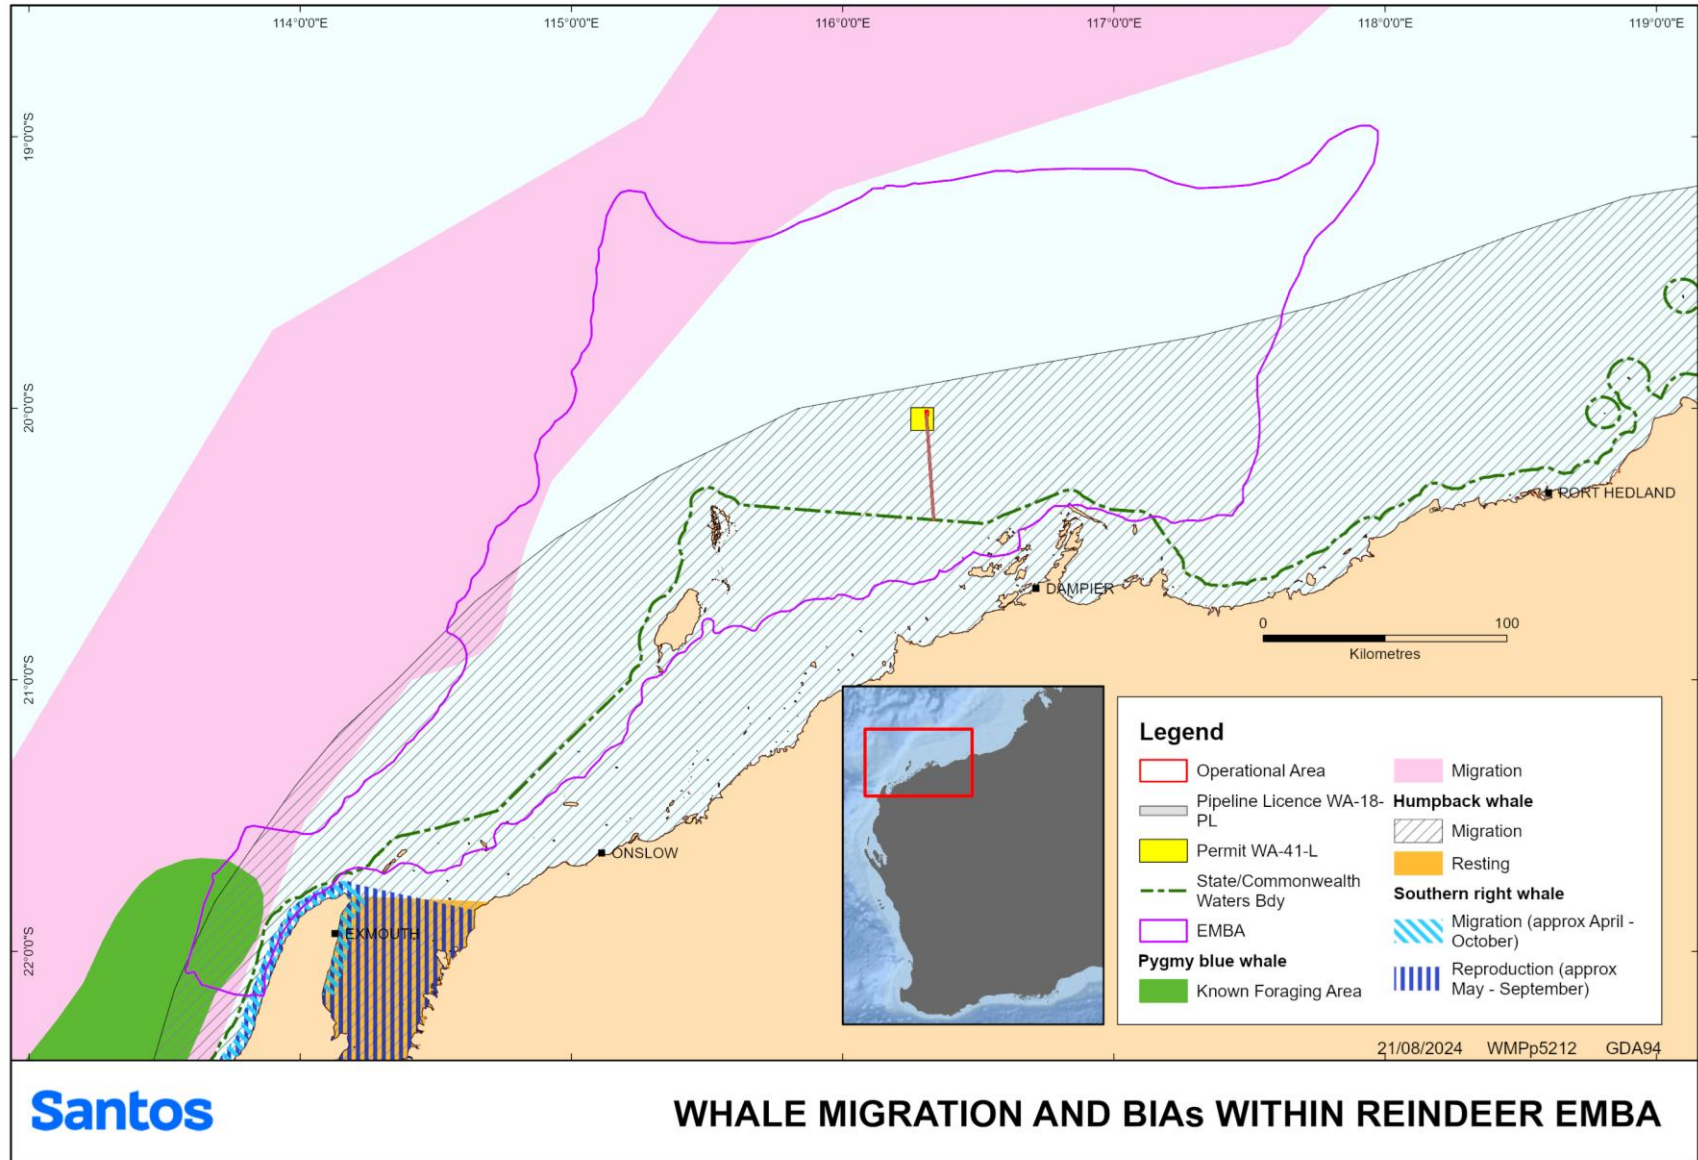 114°0'0"E
115°0'0"E
116°0'0"E
117°0'0"E
118°0'0"E
119°0'0"E
19°0'0"S
20°0'0"S
21°0'0"S
22°0'0"S
PORT HEDLAND
DAMPIER
ONSLOW
EXMOUTH
0
100
Kilometres
Legend
Operational Area
Pipeline Licence WA-18-
PL
Permit WA-41-L
State/Commonwealth
Waters Bdy
EMBA
Pygmy blue whale
Known Foraging Area
Migration
Humpback whale
Migration
Resting
Southern right whale
Migration (approx April -
October)
Reproduction (approx
May - September)
21/08/2024 WMPp5212 GDA94
Santos
WHALE MIGRATION AND BIAs WITHIN REINDEER EMBA